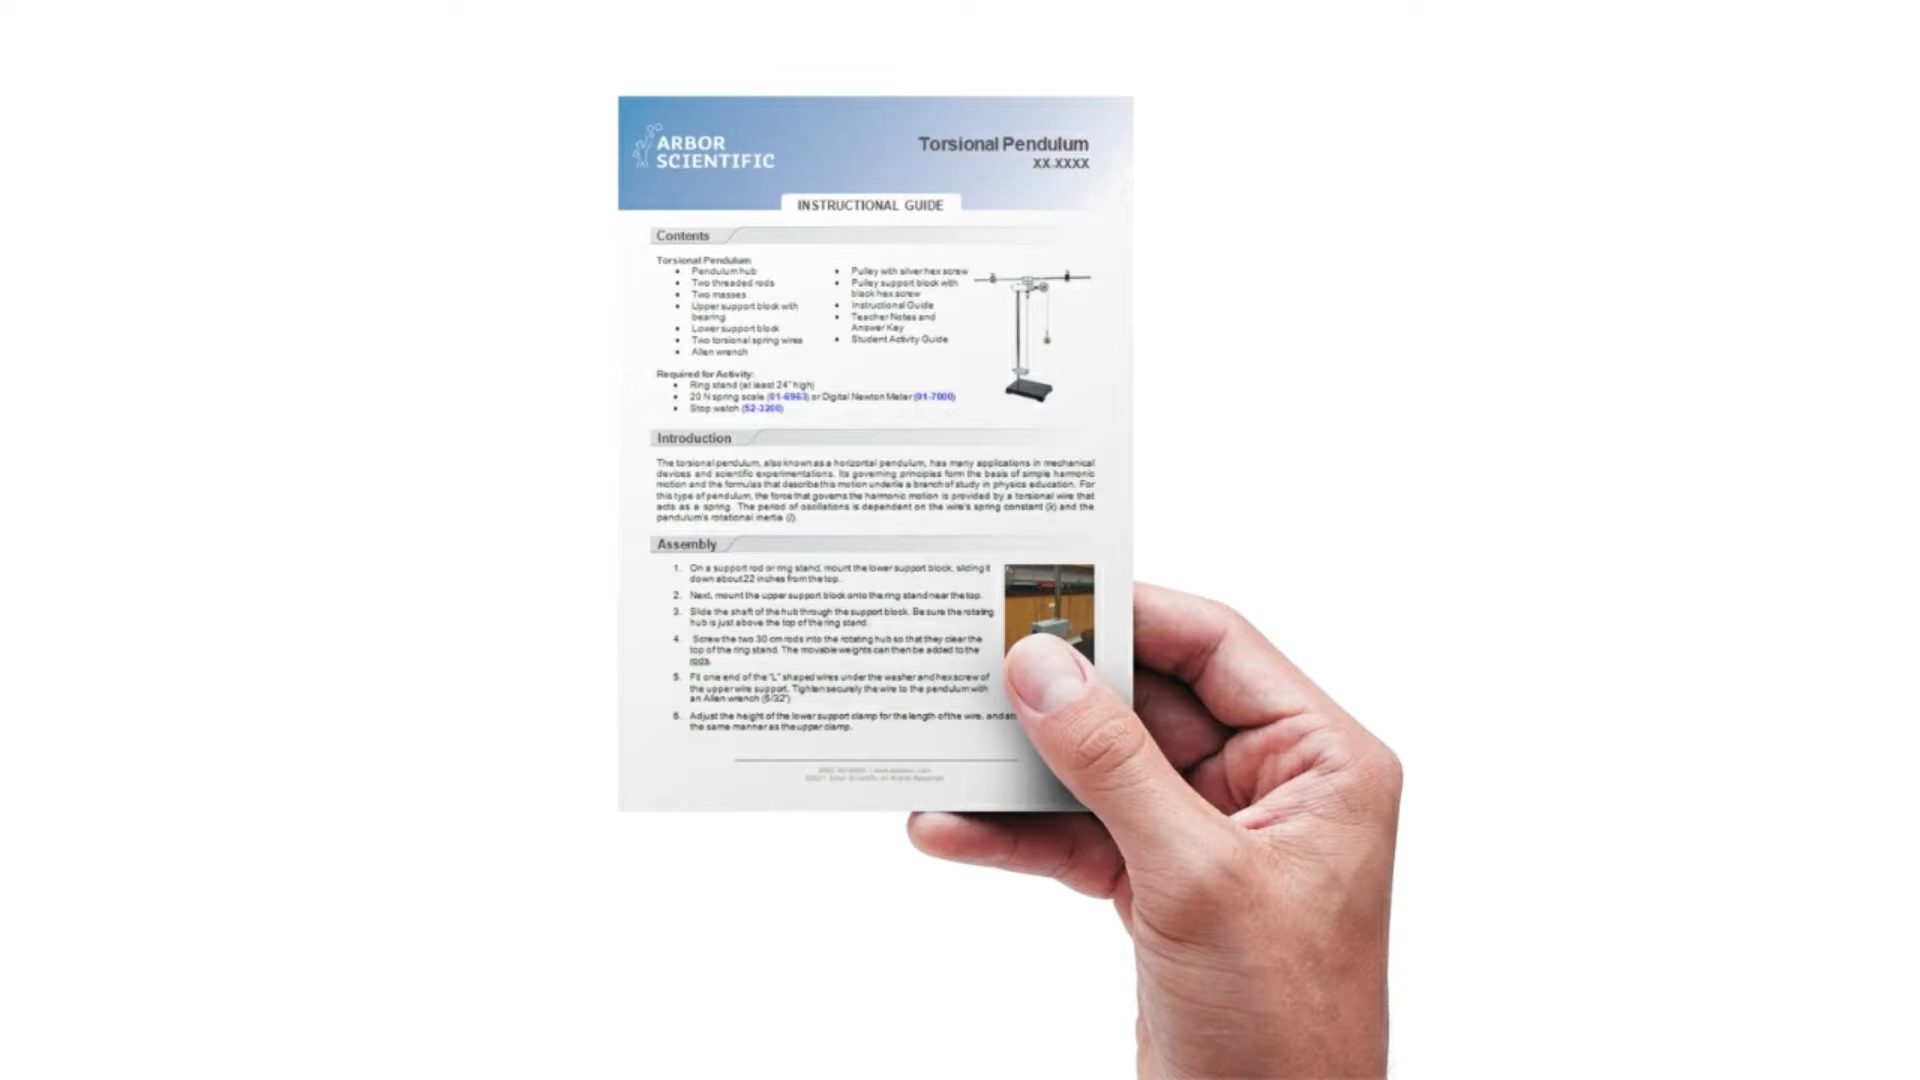 ARBOR
SCIENTIFIC
Torsional Pendulum
XX-XXXX
INSTRUCTIONAL GUIDE
Contents
Torsional Pendulum
• Pendulum hub
• Two threaded rods
• Two masses
• Upper support block with
bearing
• Lower support block
• Two torsional spring wires
• Allen wrench
• Pulley with silver hex screw
• Pulley support block with
black hex screw
• Instructional Guide
• Teacher Notes and
Answer Key
• Student Activity Guide
Required for Activity:
• Ring stand (at least 24" high)
• 20 N spring scale (01-6963) or Digital Newton Meter (01-7000)
• Stop watch (52-3200)
Introduction
The torsional pendulum, also known as a horizontal pendulum, has many applications in mechanical
devices and scientific experimentations. Its governing principles form the basis of simple harmonic
motion and the formulas that describe this motion underlie a branch of study in physics education. For
this type of pendulum, the force that governs the harmonic motion is provided by a torsional wire that
acts as a spring. The period of oscillations is dependent on the wire's spring constant (k) and the
pendulum's rotational inertia (I).
Assembly
1. On a support rod or ring stand, mount the lower support block, sliding it
down about 22 inches from the top.
2. Next, mount the upper support block onto the ring stand near the top.
3. Slide the shaft of the hub through the support block. Be sure the rotating
hub is just above the top of the ring stand.
4. Screw the two 30 cm rods into the rotating hub so that they clear the
top of the ring stand. The movable weights can then be added to the
rods.
5. Fit one end of the "L" shaped wires under the washer and hex screw of
the upper wire support. Tighten securely the wire to the pendulum with
an Allen wrench (5/32")
6. Adjust the height of the lower support clamp for the length of the wire, and
the same manner as the upper clamp.
Arbor Scientific All Rights Reserved